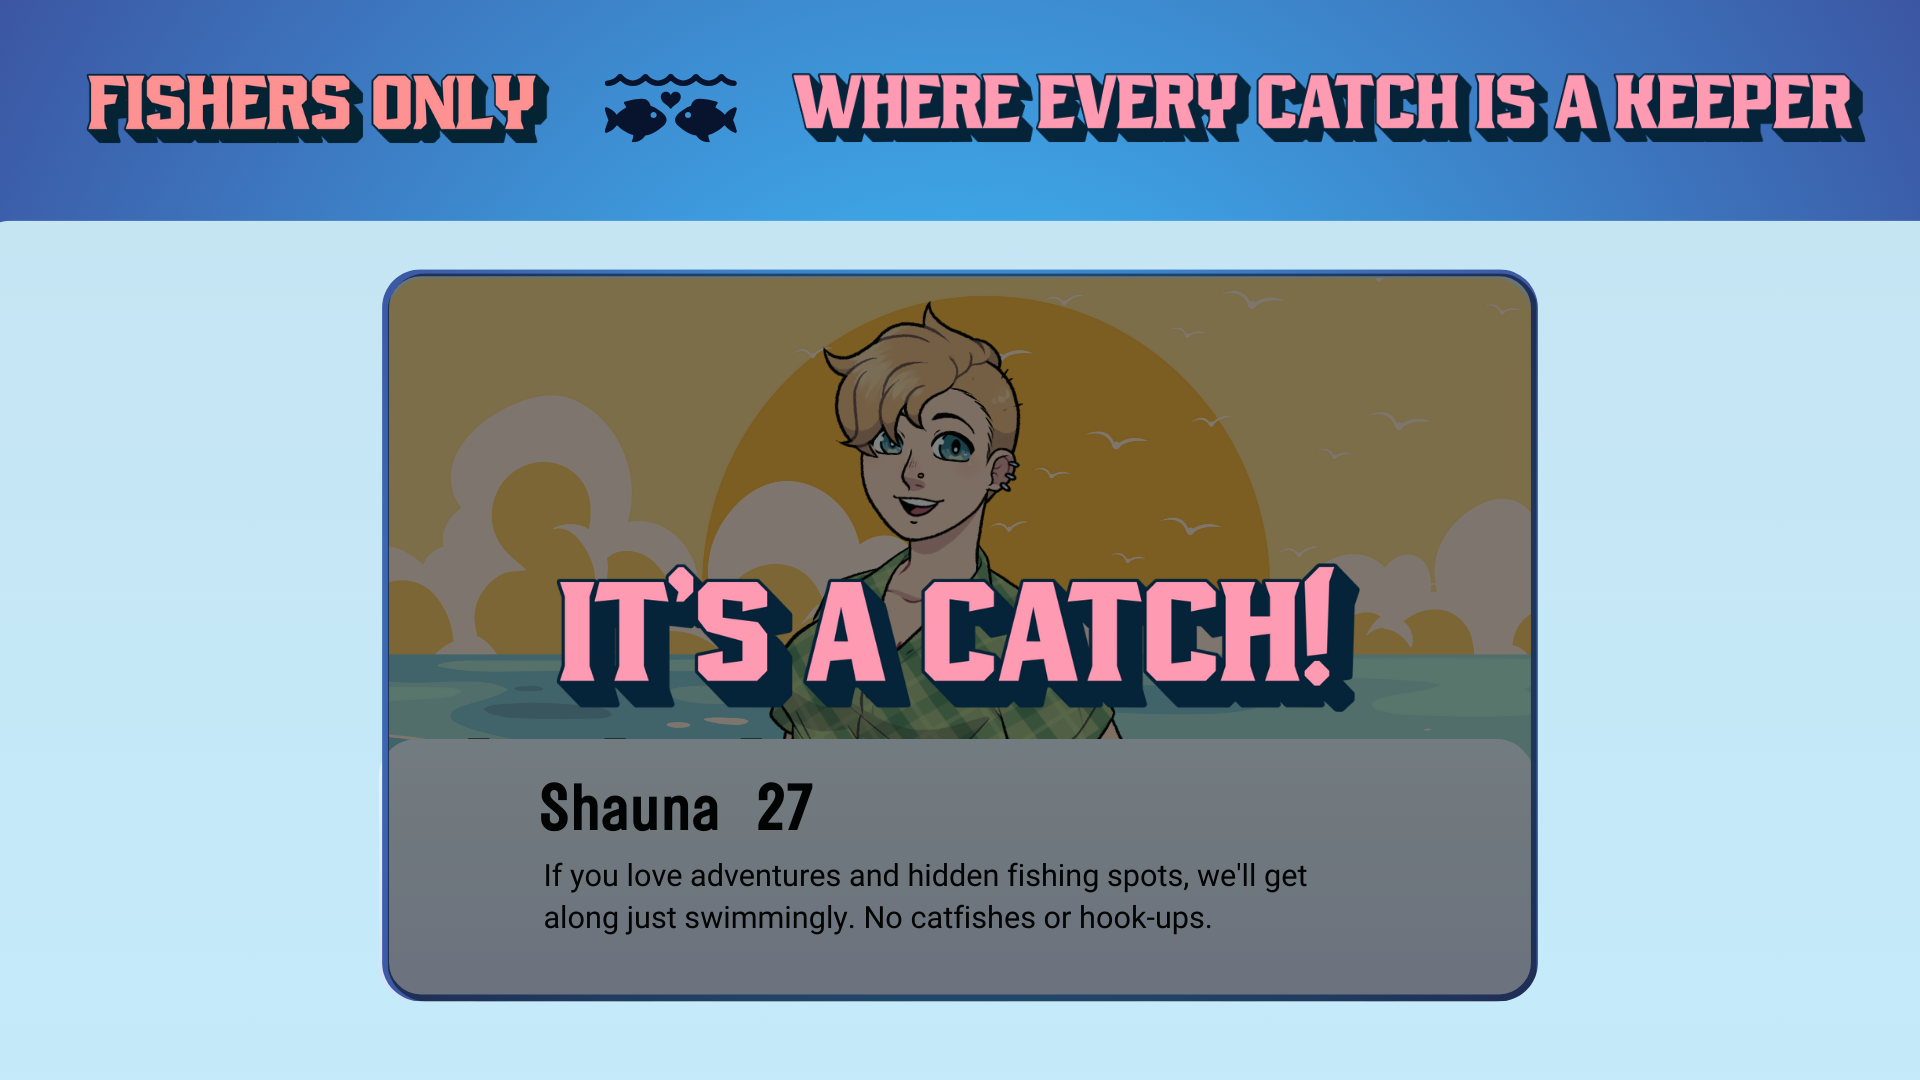 FISHERS ONLY
WHERE EVERY CATCH IS A KEEPER
IT'S A CATCH!
Shauna 27
If you love adventures and hidden fishing spots, we'll get
along just swimmingly. No catfishes or hook-ups.